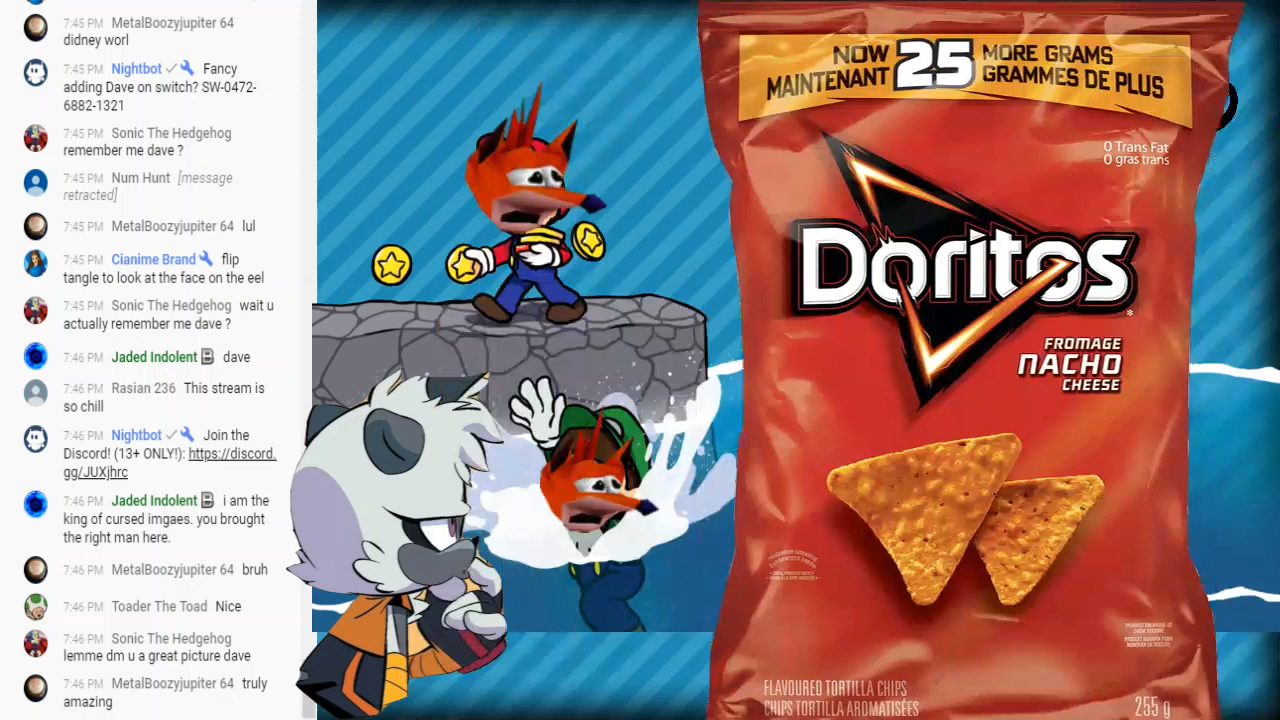 7:45 PM MetalBoozyjupiter 64
didney worl
7:45 PM Nightbot Fancy
adding Dave on switch? SW-0472-
6882-1321
7:45 PM Sonic The Hedgehog
remember me dave ?
7:45 PM Num Hunt [message
retracted]
7:45 PM MetalBoozyjupiter 64 lul
7:45 PM Cianime Brand flip
tangle to look at the face on the eel
7:45 PM Sonic The Hedgehog wait u
actually remember me dave ?
7:46 PM Jaded Indolent dave
7:46 PM Rasian 236 This stream is
so chill
7:46 PM Nightbot Join the
Discord! (13+ ONLY!): https://discord.
gg/JUXjhrc
7:46 PM Jaded Indolent i am the
king of cursed imgaes. you brought
the right man here.
7:46 PM MetalBoozyjupiter 64 bruh
7:46 PM Toader The Toad Nice
7:46 PM Sonic The Hedgehog
lemme dm u a great picture dave
7:46 PM MetalBoozyjupiter 64 truly
amazing
NOW 25 MORE GRAMS
MAINTENANT GRAMMES DE PLUS
0 Trans Fat
0 gras trans
Doritos
FROMAGE
NACHO
CHEESE
FLAVOURED TORTILLA CHIPS
CHIPS TORTILLA AROMATISÉES
255 g